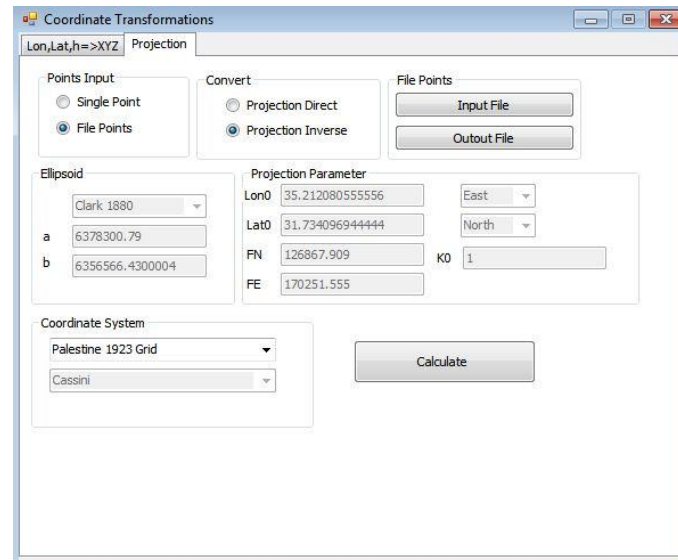 Coordinate Transformations
Lon,Lat,h=>XYZ Projection
Points Input
Single Point
File Points
Convert
Projection Direct
Projection Inverse
File Points
Input File
Outout File
Ellipsoid
Clark 1880
a 6378300.79
b 6356566.4300004
Projection Parameter
Lon0 35.212080555556 East
Lat0 31.734096944444 North
FN 126867.909 K0 1
FE 170251.555
Coordinate System
Palestine 1923 Grid
Cassini
Calculate